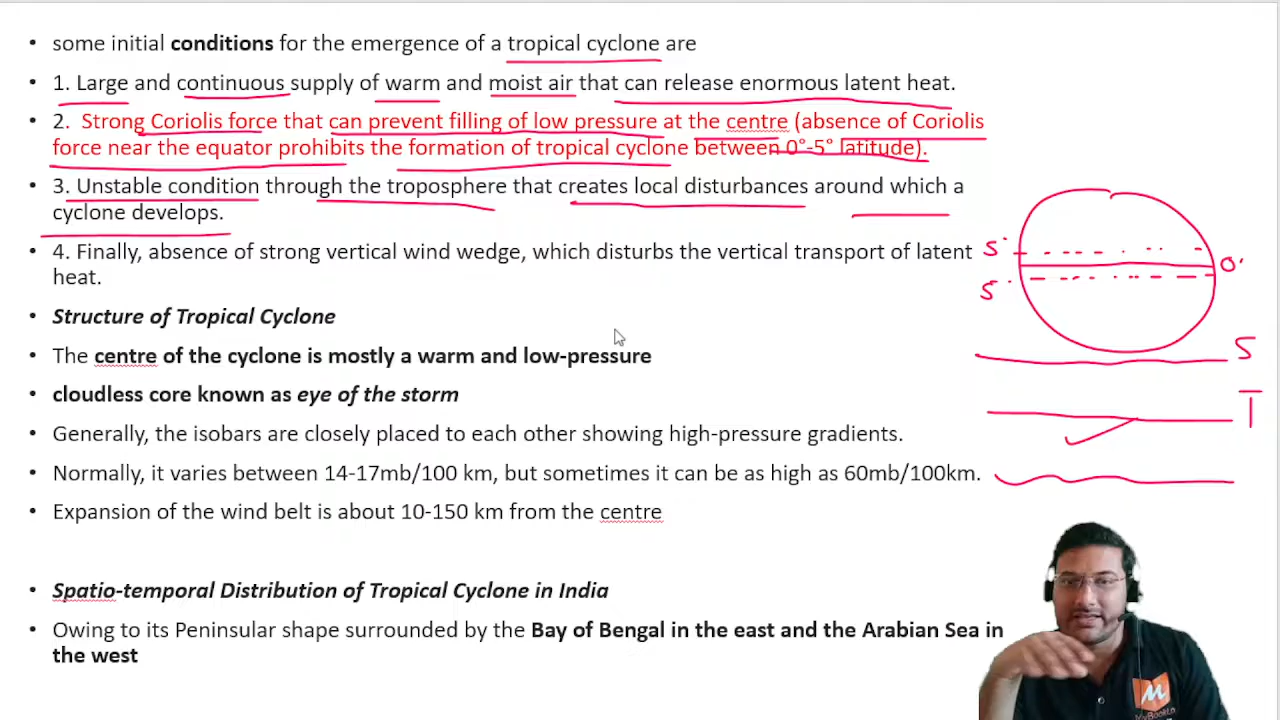 • some initial conditions for the emergence of a tropical cyclone are
• 1. Large and continuous supply of warm and moist air that can release enormous latent heat.
• 2. Strong Coriolis force that can prevent filling of low pressure at the centre (absence of Coriolis
force near the equator prohibits the formation of tropical cyclone between 0°-5° latitude).
• 3. Unstable condition through the troposphere that creates local disturbances around which a
cyclone develops.
• 4. Finally, absence of strong vertical wind wedge, which disturbs the vertical transport of latent
heat.
• Structure of Tropical Cyclone
• The centre of the cyclone is mostly a warm and low-pressure
• cloudless core known as eye of the storm
• Generally, the isobars are closely placed to each other showing high-pressure gradients.
• Normally, it varies between 14-17mb/100 km, but sometimes it can be as high as 60mb/100km.
• Expansion of the wind belt is about 10-150 km from the centre
• Spatio-temporal Distribution of Tropical Cyclone in India
• Owing to its Peninsular shape surrounded by the Bay of Bengal in the east and the Arabian Sea in
the west
5°
0°
5°
S
T